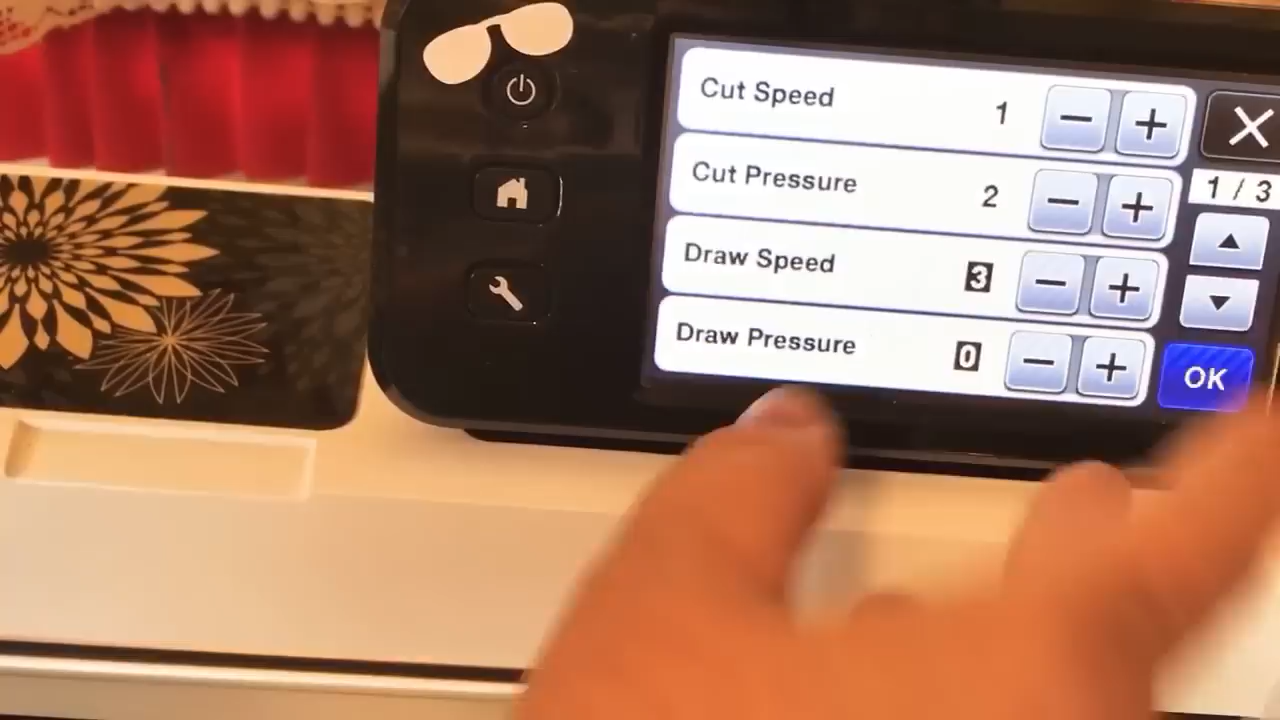 Cut Speed 1 − +
Cut Pressure 2 − +
1 / 3
Draw Speed 3 − +
Draw Pressure 0 − +
OK